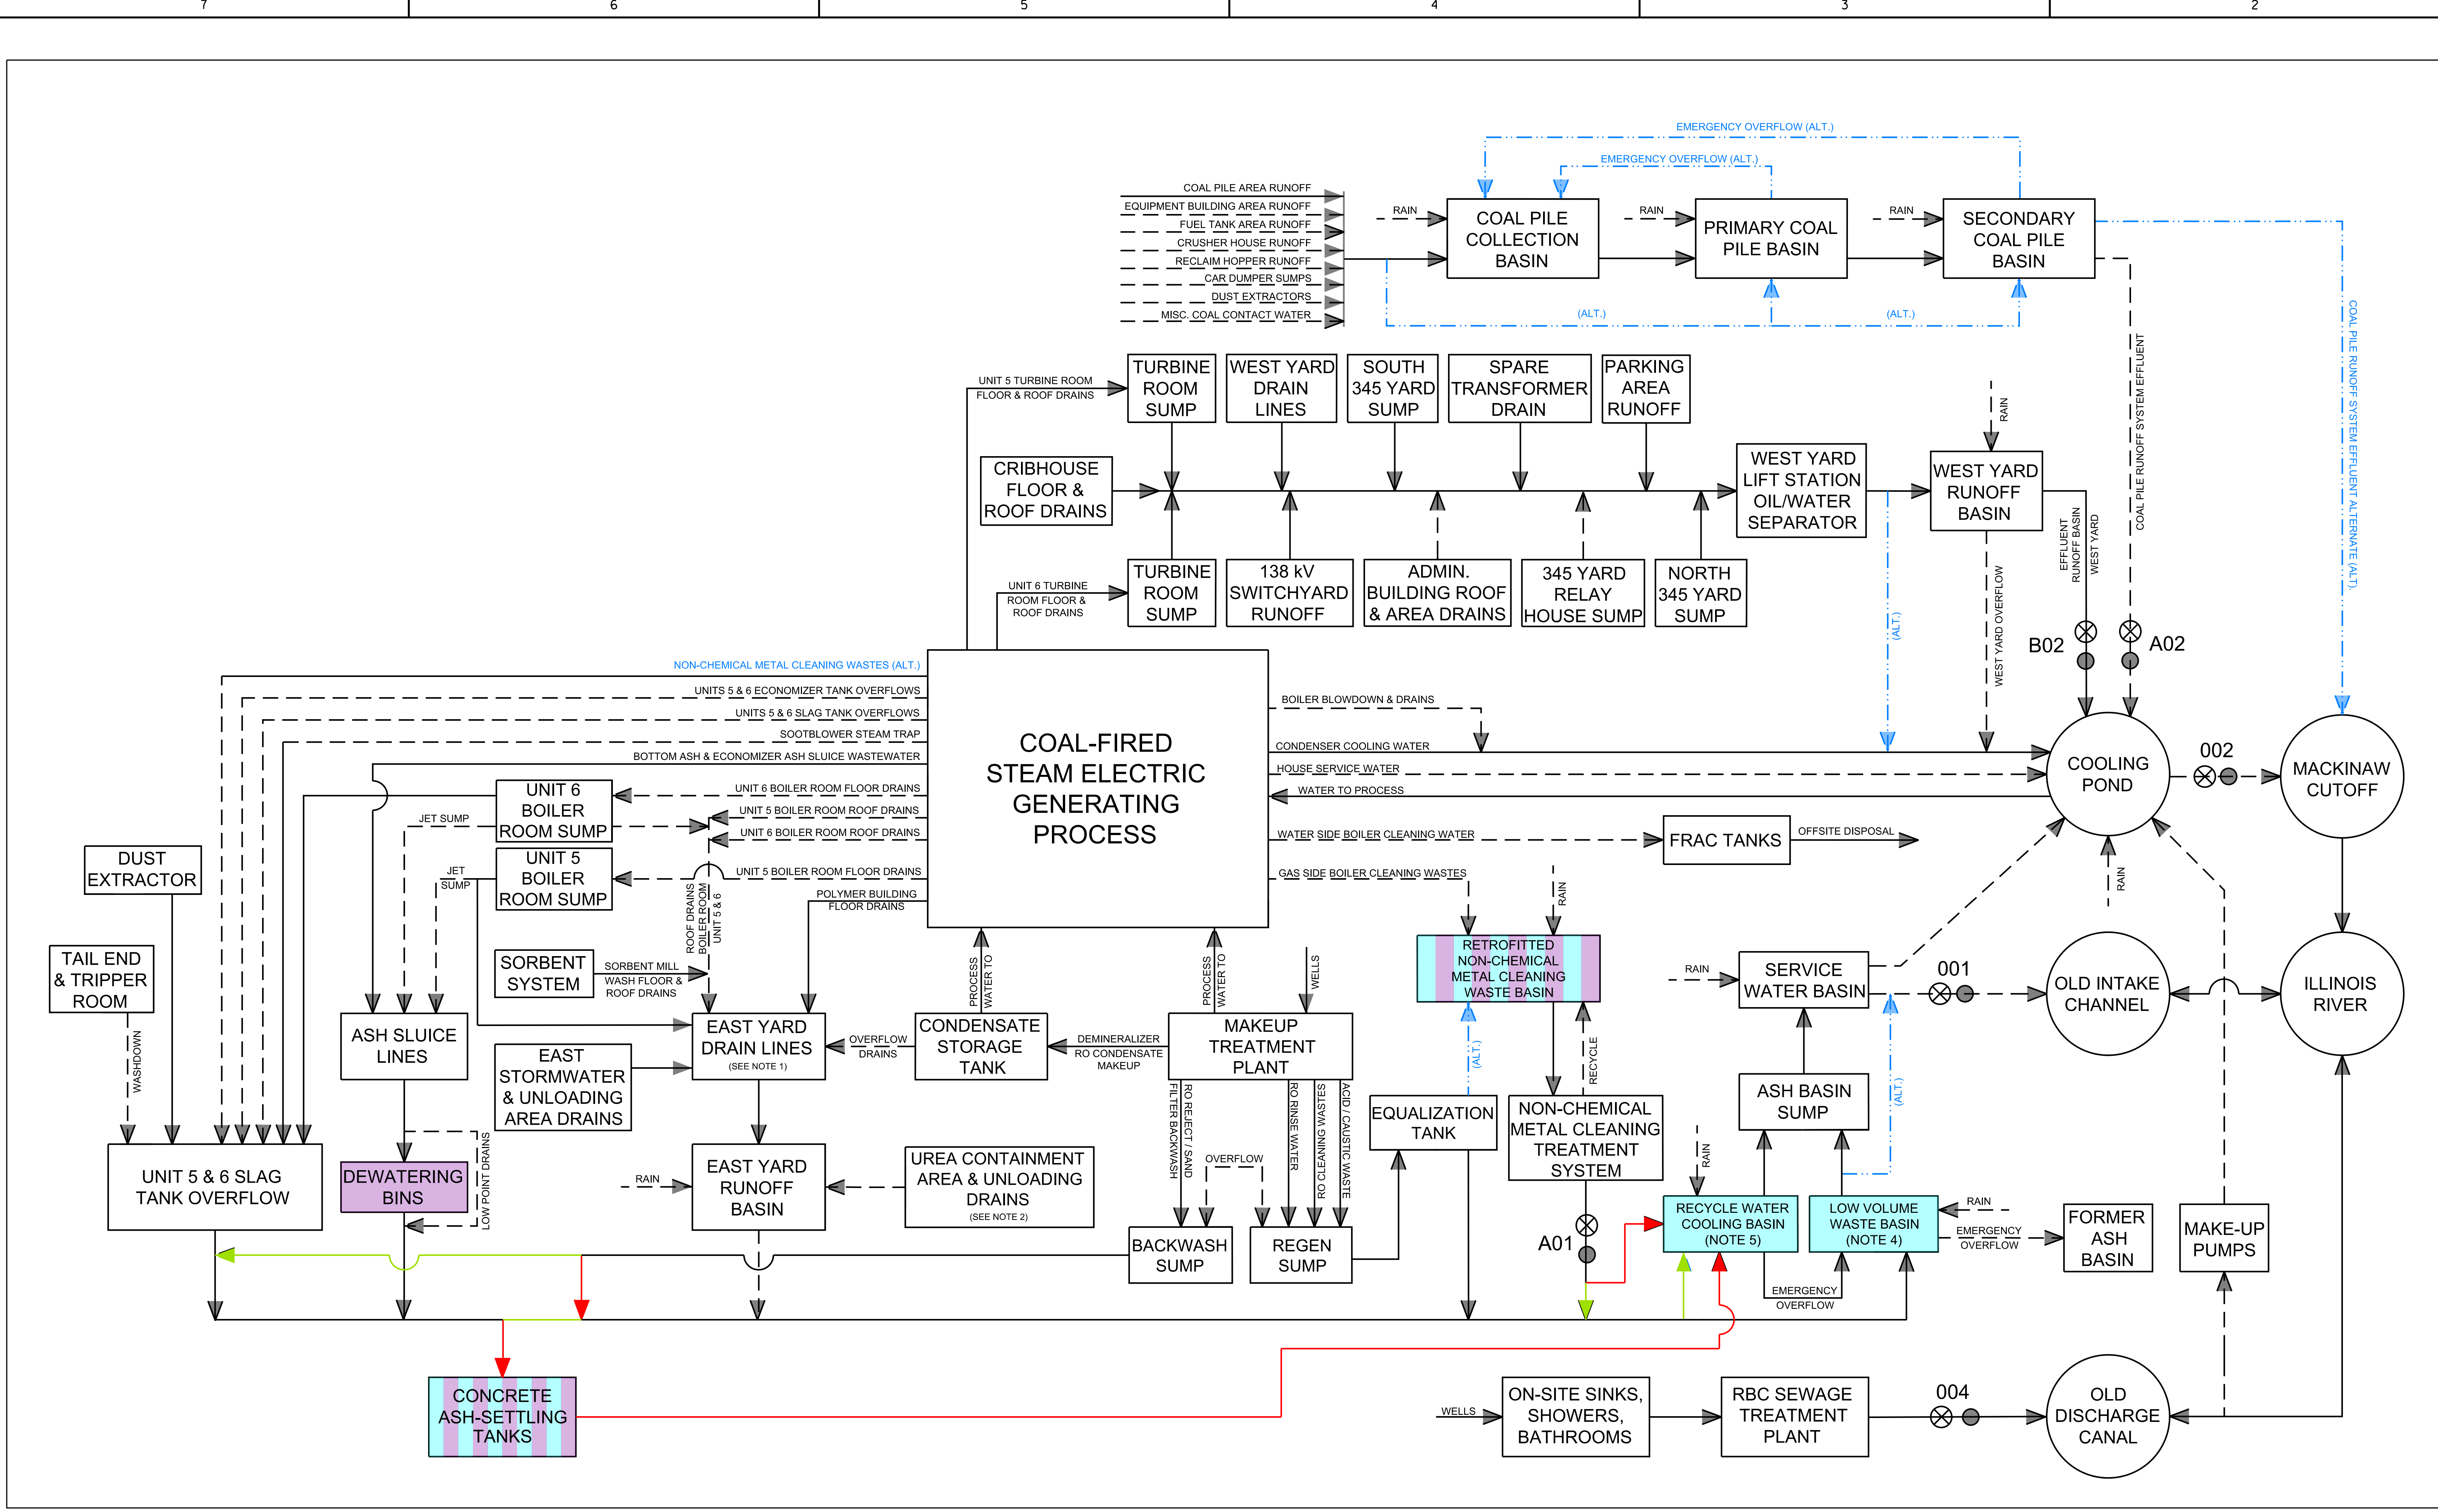 7
6
5
4
3
2
EMERGENCY OVERFLOW (ALT.)
EMERGENCY OVERFLOW (ALT.)
COAL PILE AREA RUNOFF
EQUIPMENT BUILDING AREA RUNOFF
FUEL TANK AREA RUNOFF
CRUSHER HOUSE RUNOFF
RECLAIM HOPPER RUNOFF
CAR DUMPER SUMPS
DUST EXTRACTORS
MISC. COAL CONTACT WATER
RAIN
COAL PILE
COLLECTION
BASIN
RAIN
PRIMARY COAL
PILE BASIN
RAIN
SECONDARY
COAL PILE
BASIN
(ALT.)
(ALT.)
COAL PILE RUNOFF SYSTEM EFFLUENT
COAL PILE RUNOFF SYSTEM EFFLUENT ALTERNATE (ALT).
UNIT 5 TURBINE ROOM
FLOOR & ROOF DRAINS
TURBINE
ROOM
SUMP
WEST YARD
DRAIN
LINES
SOUTH
345 YARD
SUMP
SPARE
TRANSFORMER
DRAIN
PARKING
AREA
RUNOFF
CRIBHOUSE
FLOOR &
ROOF DRAINS
WEST YARD
LIFT STATION
OIL/WATER
SEPARATOR
RAIN
WEST YARD
RUNOFF
BASIN
EFFLUENT
RUNOFF BASIN
WEST YARD
UNIT 6 TURBINE
ROOM FLOOR &
ROOF DRAINS
TURBINE
ROOM
SUMP
138 kV
SWITCHYARD
RUNOFF
ADMIN.
BUILDING ROOF
& AREA DRAINS
345 YARD
RELAY
HOUSE SUMP
NORTH
345 YARD
SUMP
(ALT.)
WEST YARD OVERFLOW
B02
A02
NON-CHEMICAL METAL CLEANING WASTES (ALT.)
UNITS 5 & 6 ECONOMIZER TANK OVERFLOWS
UNITS 5 & 6 SLAG TANK OVERFLOWS
SOOTBLOWER STEAM TRAP
BOTTOM ASH & ECONOMIZER ASH SLUICE WASTEWATER
UNIT 6 BOILER ROOM FLOOR DRAINS
UNIT 5 BOILER ROOM ROOF DRAINS
UNIT 6 BOILER ROOM ROOF DRAINS
UNIT 5 BOILER ROOM FLOOR DRAINS
POLYMER BUILDING
FLOOR DRAINS
COAL-FIRED
STEAM ELECTRIC
GENERATING
PROCESS
BOILER BLOWDOWN & DRAINS
CONDENSER COOLING WATER
HOUSE SERVICE WATER
WATER TO PROCESS
WATER SIDE BOILER CLEANING WATER
GAS SIDE BOILER CLEANING WASTES
FRAC TANKS
OFFSITE DISPOSAL
COOLING
POND
002
MACKINAW
CUTOFF
RAIN
UNIT 6
BOILER
ROOM SUMP
JET SUMP
UNIT 5
BOILER
ROOM SUMP
JET
SUMP
ROOF DRAINS
BOILER ROOM
UNIT 5 & 6
DUST
EXTRACTOR
TAIL END
& TRIPPER
ROOM
WASHDOWN
SORBENT
SYSTEM
SORBENT MILL
WASH FLOOR &
ROOF DRAINS
PROCESS
WATER TO
PROCESS
WATER TO
WELLS
RAIN
RETROFITTED
NON-CHEMICAL
METAL CLEANING
WASTE BASIN
RAIN
SERVICE
WATER BASIN
001
OLD INTAKE
CHANNEL
ILLINOIS
RIVER
ASH SLUICE
LINES
EAST YARD
DRAIN LINES
(SEE NOTE 1)
OVERFLOW
DRAINS
CONDENSATE
STORAGE
TANK
DEMINERALIZER
RO CONDENSATE
MAKEUP
MAKEUP
TREATMENT
PLANT
EAST
STORMWATER
& UNLOADING
AREA DRAINS
(ALT.)
RECYCLE
(ALT.)
ASH BASIN
SUMP
EQUALIZATION
TANK
NON-CHEMICAL
METAL CLEANING
TREATMENT
SYSTEM
FILTER BACKWASH
RO REJECT / SAND
RO RINSE WATER
RO CLEANING WASTES
ACID / CAUSTIC WASTE
OVERFLOW
UNIT 5 & 6 SLAG
TANK OVERFLOW
DEWATERING
BINS
LOW POINT DRAINS
RAIN
EAST YARD
RUNOFF
BASIN
UREA CONTAINMENT
AREA & UNLOADING
DRAINS
(SEE NOTE 2)
BACKWASH
SUMP
REGEN
SUMP
A01
RAIN
RECYCLE WATER
COOLING BASIN
(NOTE 5)
LOW VOLUME
WASTE BASIN
(NOTE 4)
RAIN
EMERGENCY
OVERFLOW
FORMER
ASH
BASIN
MAKE-UP
PUMPS
EMERGENCY
OVERFLOW
CONCRETE
ASH-SETTLING
TANKS
WELLS
ON-SITE SINKS,
SHOWERS,
BATHROOMS
RBC SEWAGE
TREATMENT
PLANT
004
OLD
DISCHARGE
CANAL